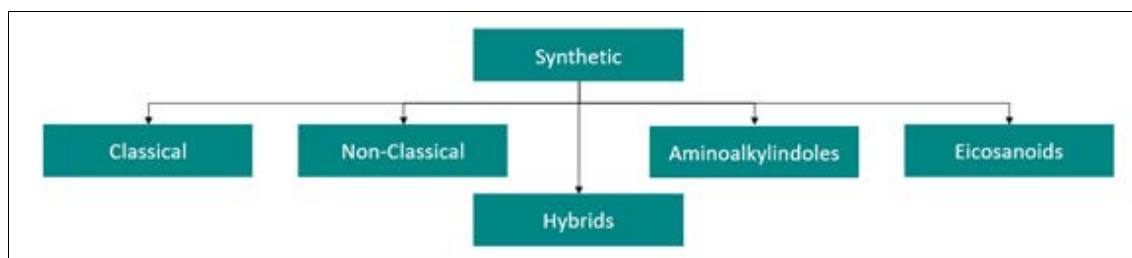 Synthetic
Classical
Non-Classical
Aminoalkylindoles
Eicosanoids
Hybrids